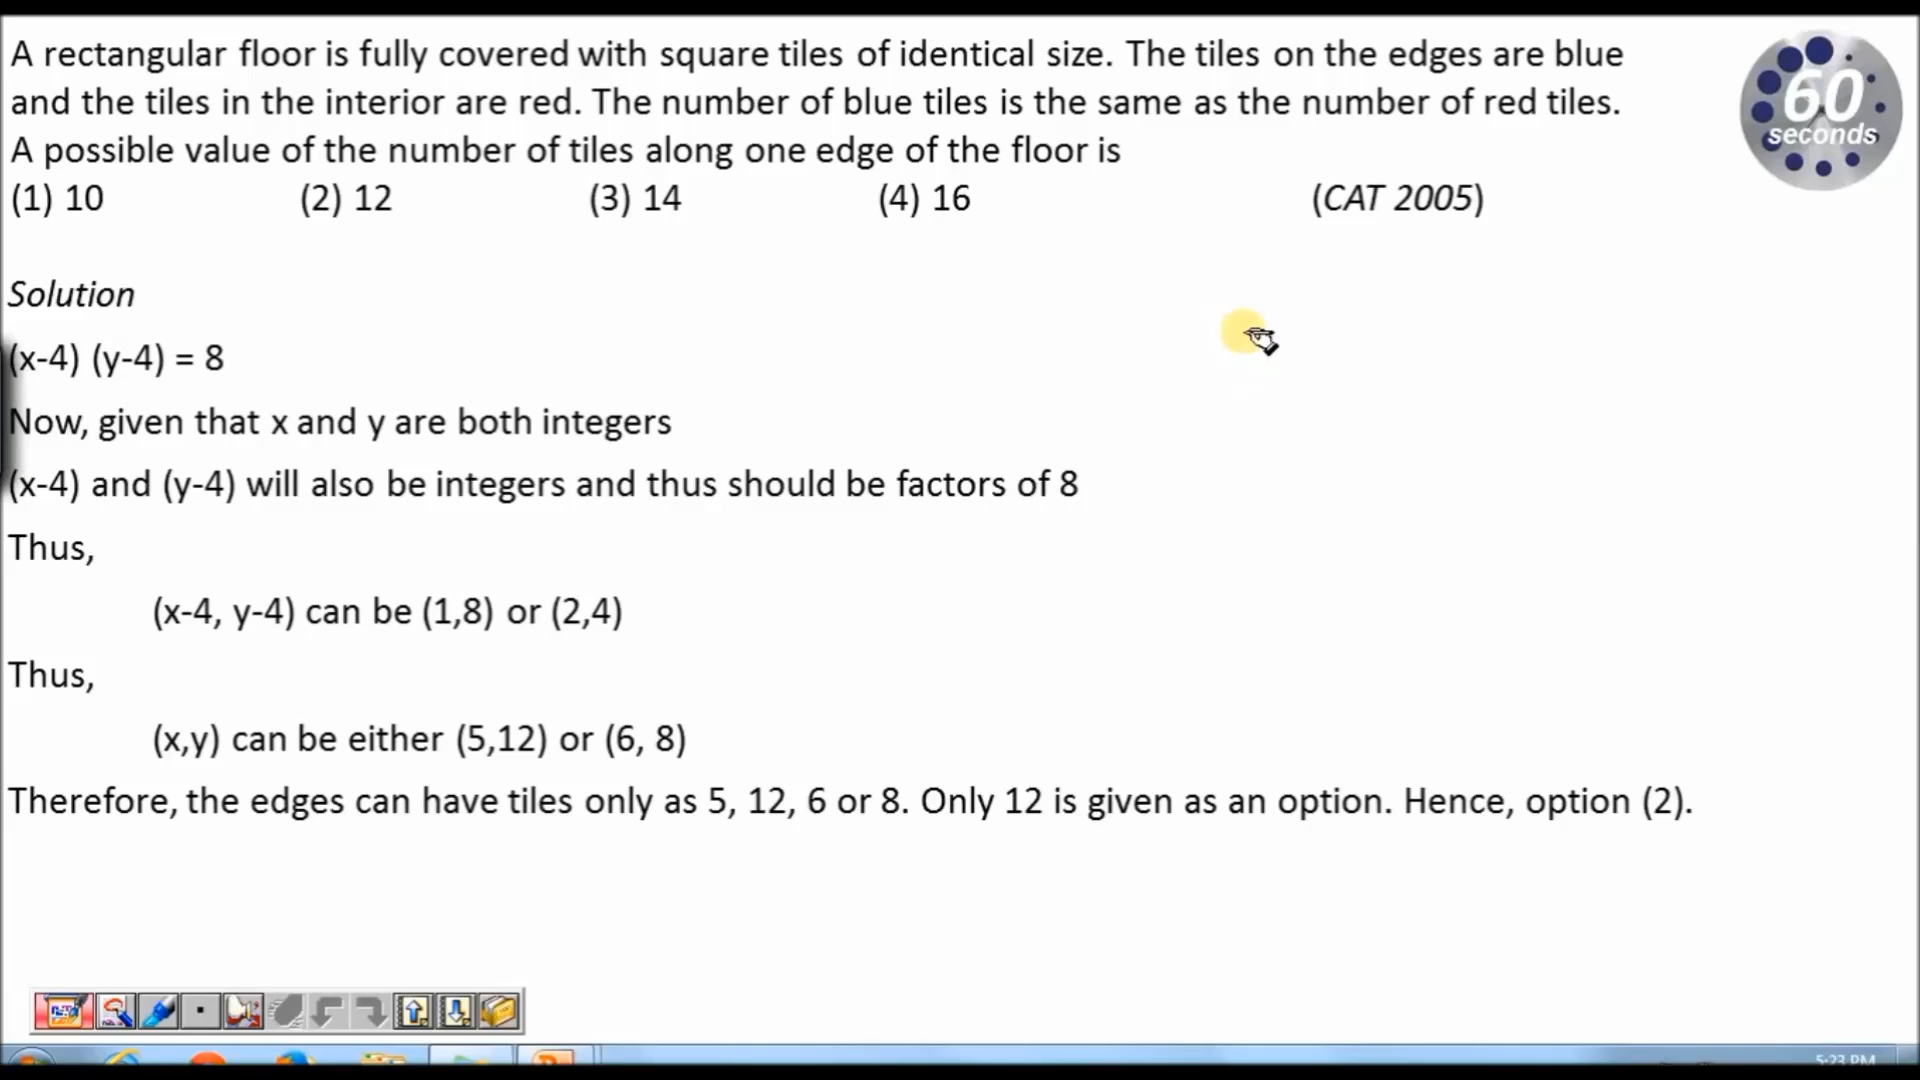 A rectangular floor is fully covered with square tiles of identical size. The tiles on the edges are blue
and the tiles in the interior are red. The number of blue tiles is the same as the number of red tiles.
A possible value of the number of tiles along one edge of the floor is
(1) 10 (2) 12 (3) 14 (4) 16 (CAT 2005)
60
seconds
Solution
(x-4) (y-4) = 8
Now, given that x and y are both integers
(x-4) and (y-4) will also be integers and thus should be factors of 8
Thus,
(x-4, y-4) can be (1,8) or (2,4)
Thus,
(x,y) can be either (5,12) or (6, 8)
Therefore, the edges can have tiles only as 5, 12, 6 or 8. Only 12 is given as an option. Hence, option (2).
5:23 PM